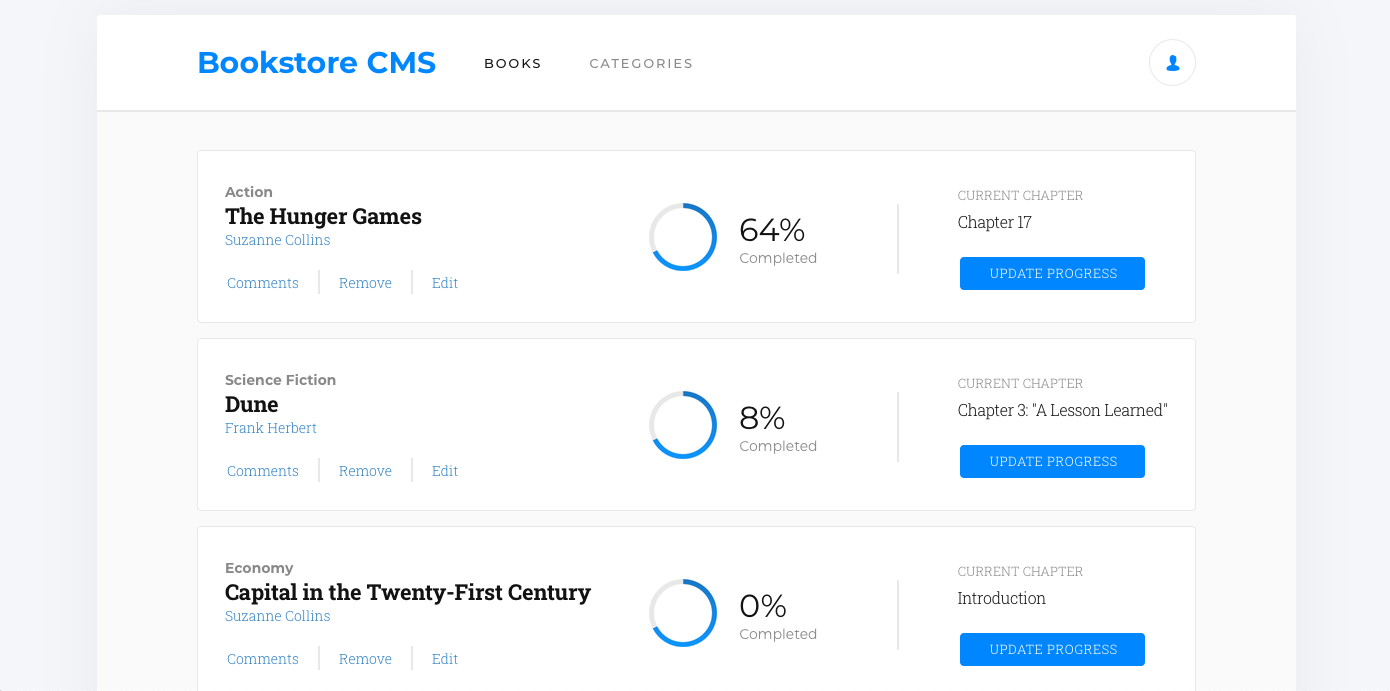 Bookstore CMS BOOKS CATEGORIES
Action
The Hunger Games
Suzanne Collins
Comments Remove Edit
64%
Completed
CURRENT CHAPTER
Chapter 17
UPDATE PROGRESS
Science Fiction
Dune
Frank Herbert
Comments Remove Edit
8%
Completed
CURRENT CHAPTER
Chapter 3: "A Lesson Learned"
UPDATE PROGRESS
Economy
Capital in the Twenty-First Century
Suzanne Collins
Comments Remove Edit
0%
Completed
CURRENT CHAPTER
Introduction
UPDATE PROGRESS